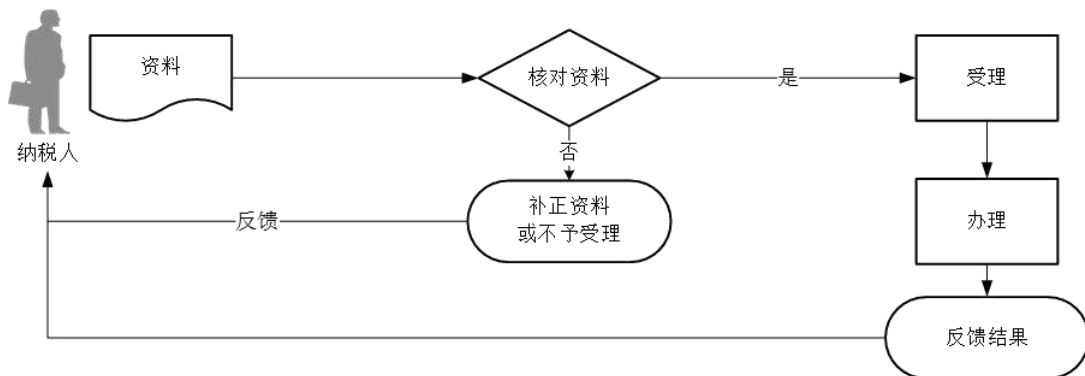 资料
核对资料
是
受理
纳税人
否
补正资料
或不予受理
反馈
办理
反馈结果